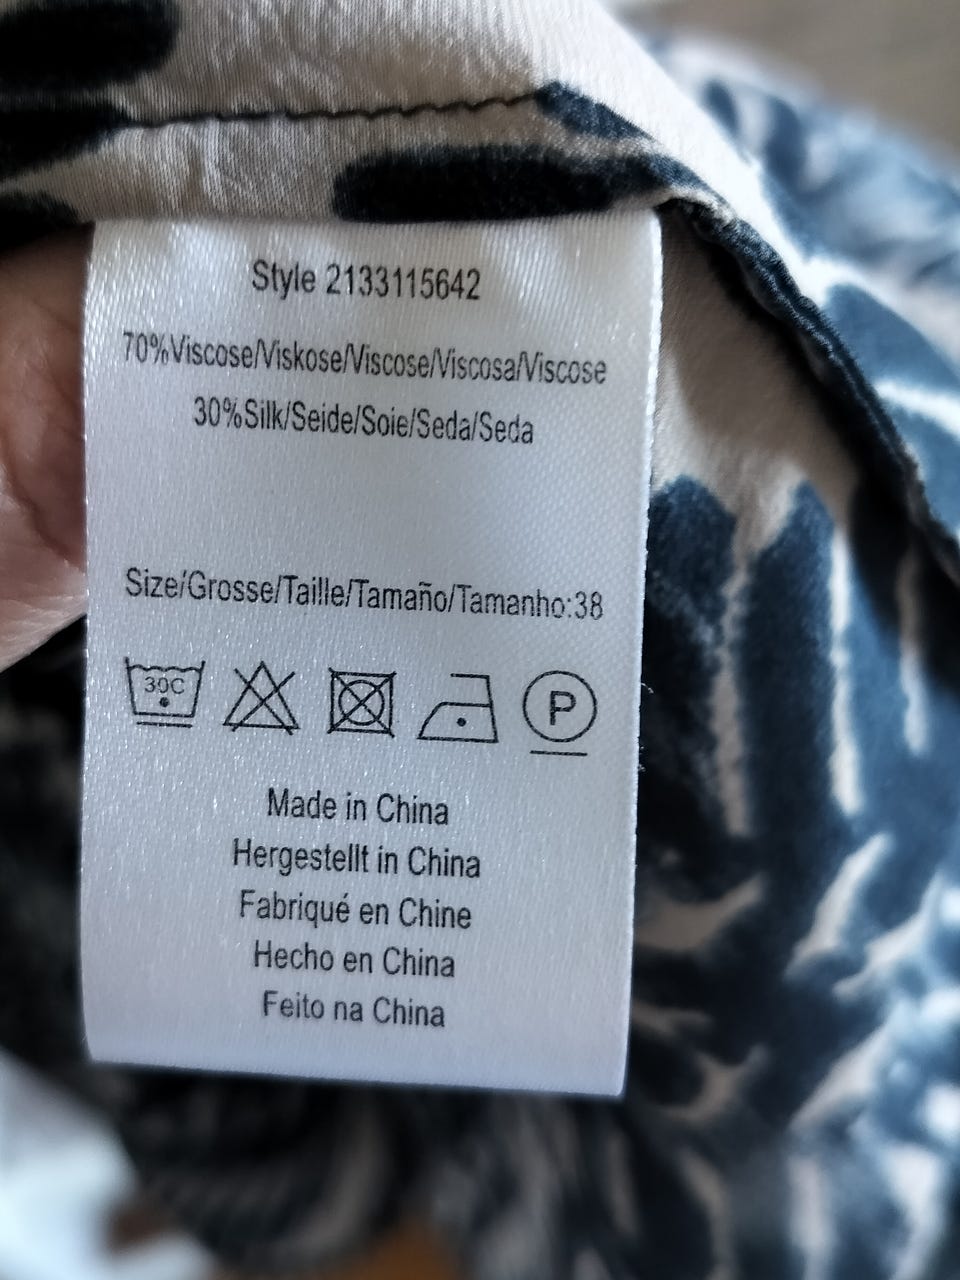 Style 2133115642
70%Viscose/Viskose/Viscose/Viscosa/Viscose
30%Silk/Seide/Soie/Seda/Seda
Size/Grosse/Taille/Tamaño/Tamanho:38
30C
P
Made in China
Hergestellt in China
Fabriqué en Chine
Hecho en China
Feito na China